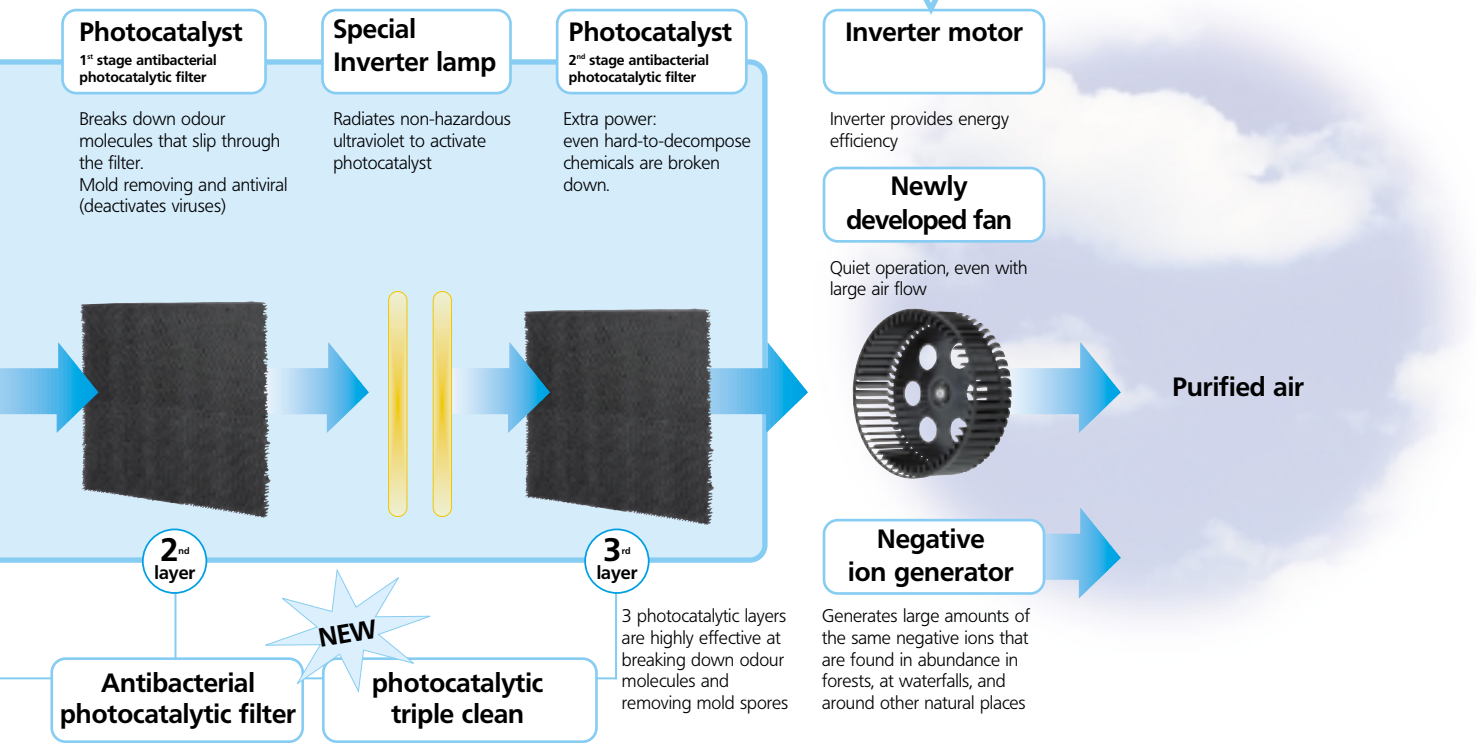 Photocatalyst
1st stage antibacterial
photocatalytic filter
Breaks down odour
molecules that slip through
the filter.
Mold removing and antiviral
(deactivates viruses)
Special
Inverter lamp
Radiates non-hazardous
ultraviolet to activate
photocatalyst
Photocatalyst
2nd stage antibacterial
photocatalytic filter
Extra power:
even hard-to-decompose
chemicals are broken
down.
Inverter motor
Inverter provides energy
efficiency
Newly
developed fan
Quiet operation, even with
large air flow
Purified air
2nd
layer
3rd
layer
Negative
ion generator
Generates large amounts of
the same negative ions that
are found in abundance in
forests, at waterfalls, and
around other natural places
NEW
Antibacterial
photocatalytic filter
photocatalytic
triple clean
3 photocatalytic layers
are highly effective at
breaking down odour
molecules and
removing mold spores